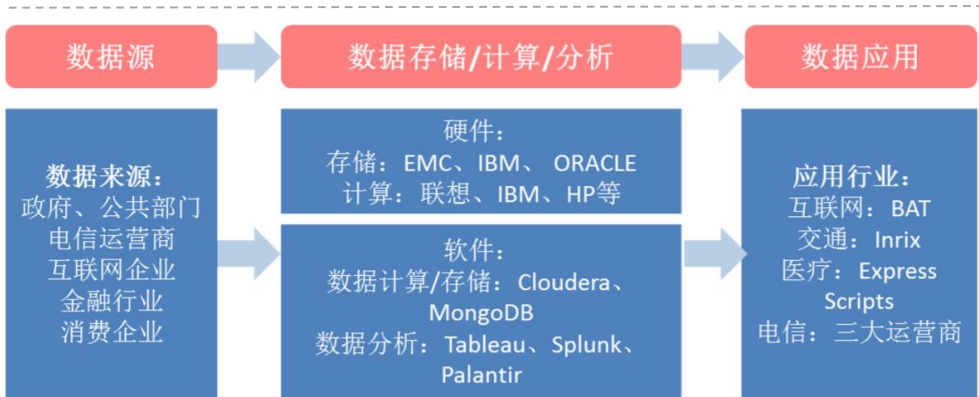 数据源
数据存储/计算/分析
数据应用
数据来源：
政府、公共部门
电信运营商
互联网企业
金融行业
消费企业
硬件：
存储：EMC、IBM、 ORACLE
计算：联想、IBM、HP等
软件：
数据计算/存储：Cloudera、
MongoDB
数据分析：Tableau、Splunk、
Palantir
应用行业：
互联网：BAT
交通：Inrix
医疗：Express
Scripts
电信：三大运营商